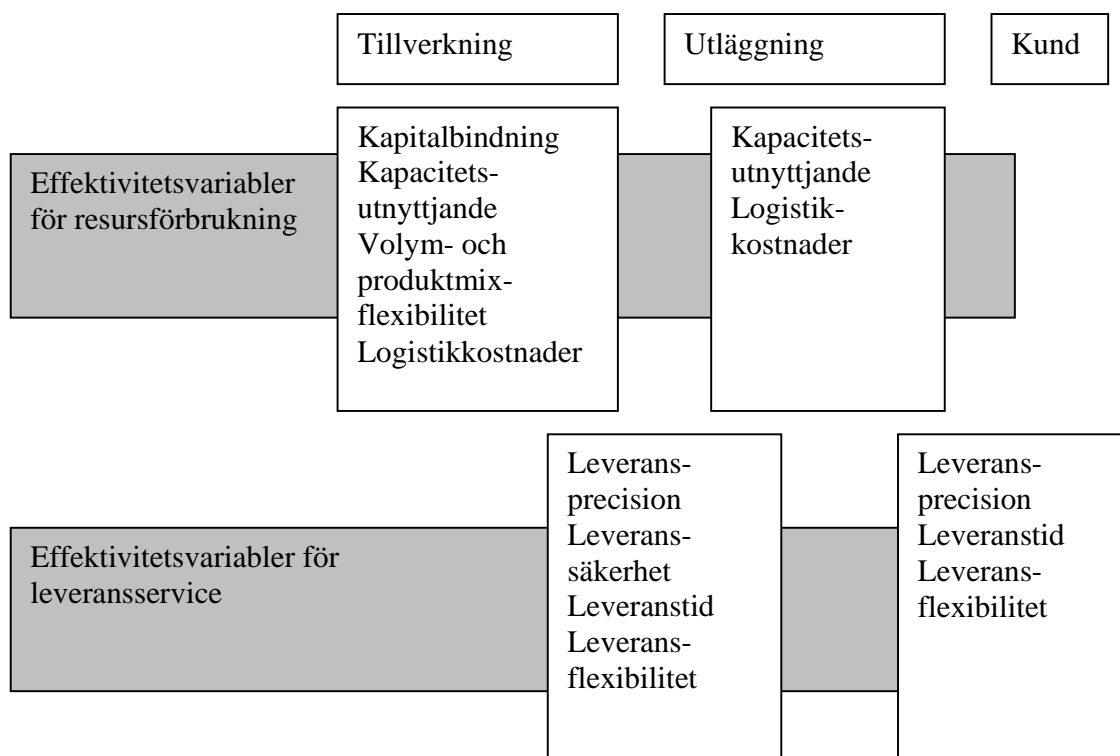 Tillverkning
Utläggning
Kund
Effektivitetsvariabler
för resursförbrukning
Kapitalbindning
Kapacitets-
utnyttjande
Volym- och
produktmix-
flexibilitet
Logistikkostnader
Kapacitets-
utnyttjande
Logistik-
kostnader
Effektivitetsvariabler för
leveransservice
Leverans-
precision
Leverans-
säkerhet
Leveranstid
Leverans-
flexibilitet
Leverans-
precision
Leveranstid
Leverans-
flexibilitet